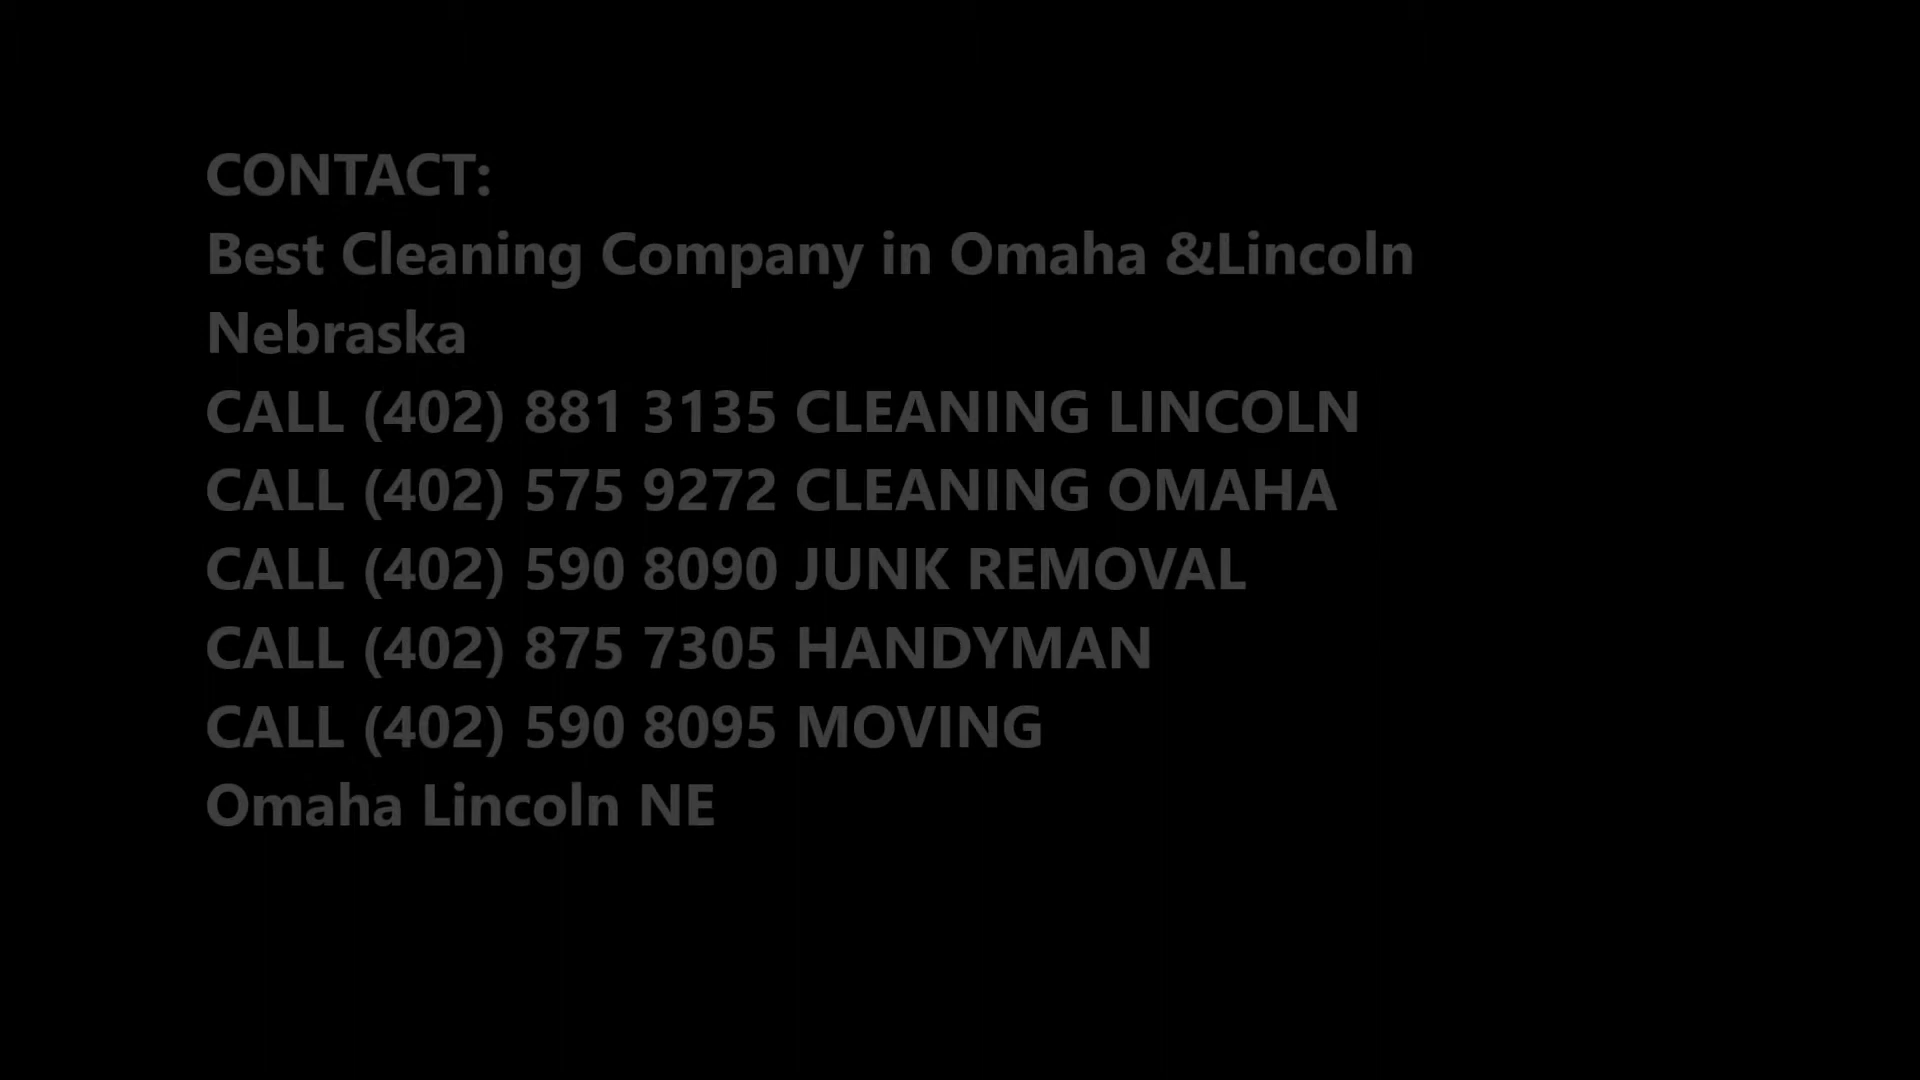 CONTACT:
Best Cleaning Company in Omaha &Lincoln
Nebraska
CALL (402) 881 3135 CLEANING LINCOLN
CALL (402) 575 9272 CLEANING OMAHA
CALL (402) 590 8090 JUNK REMOVAL
CALL (402) 875 7305 HANDYMAN
CALL (402) 590 8095 MOVING
Omaha Lincoln NE